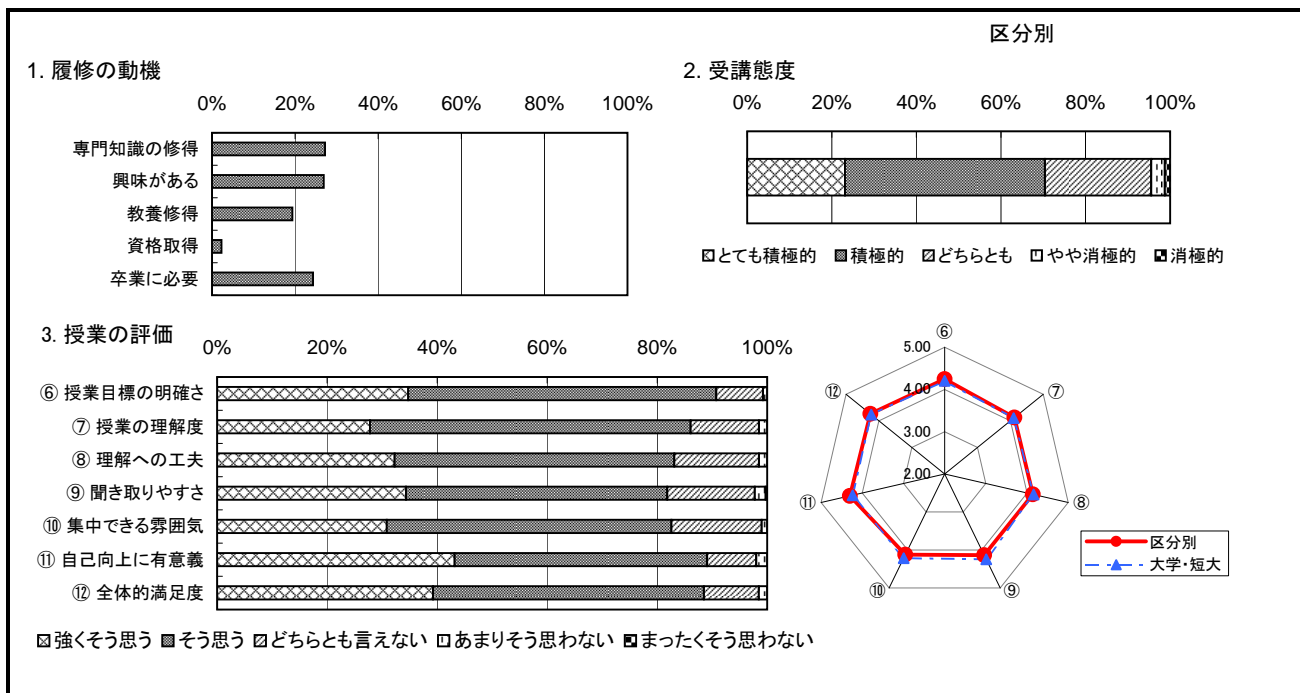 区分別
1. 履修の動機
0% 20% 40% 60% 80% 100%
専門知識の修得
興味がある
教養修得
資格取得
卒業に必要
2. 受講態度
0% 20% 40% 60% 80% 100%
とても積極的 積極的 どちらとも やや消極的 消極的
3. 授業の評価
0% 20% 40% 60% 80% 100%
⑥ 授業目標の明確さ
⑦ 授業の理解度
⑧ 理解への工夫
⑨ 聞き取りやすさ
⑩ 集中できる雰囲気
⑪ 自己向上に有意義
⑫ 全体的満足度
強くそう思う そう思う どちらとも言えない あまりそう思わない まったくそう思わない
⑥
5.00
⑫ 4.00 ⑦
3.00
2.00
⑪ ⑧
⑩ ⑨
区分別
大学・短大